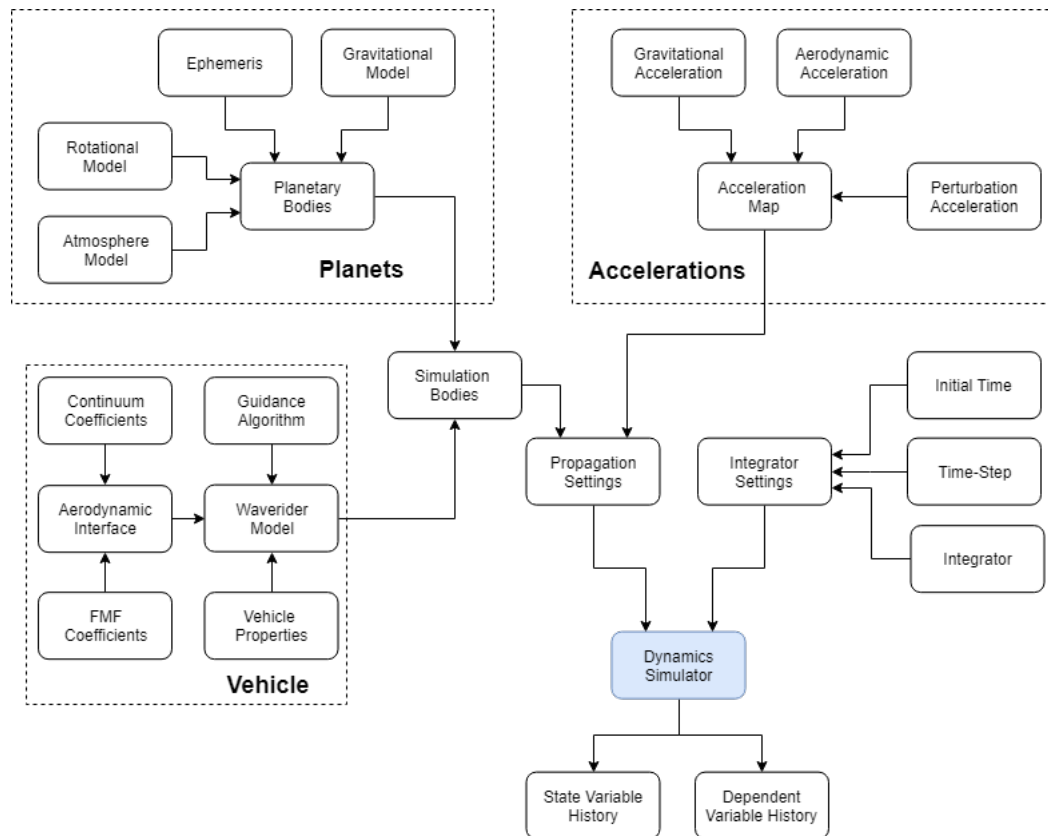 Ephemeris
Gravitational
Model
Rotational
Model
Planetary
Bodies
Atmosphere
Model
Planets
Gravitational
Acceleration
Aerodynamic
Acceleration
Acceleration
Map
Perturbation
Acceleration
Accelerations
Simulation
Bodies
Continuum
Coefficients
Guidance
Algorithm
Aerodynamic
Interface
Waverider
Model
FMF
Coefficients
Vehicle
Properties
Vehicle
Propagation
Settings
Integrator
Settings
Initial Time
Time-Step
Integrator
Dynamics
Simulator
State Variable
History
Dependent
Variable History